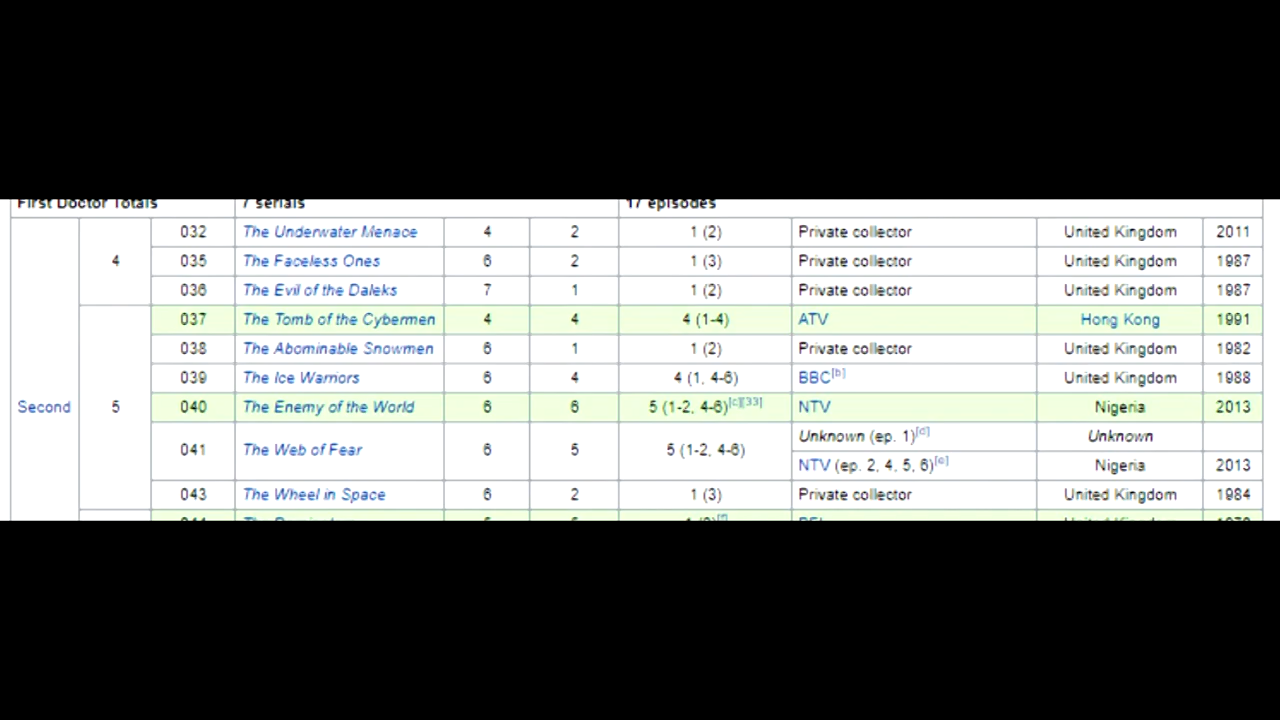 First Doctor Totals 7 serials 17 episodes
032 The Underwater Menace 4 2 1 (2) Private collector United Kingdom 2011
4 035 The Faceless Ones 6 2 1 (3) Private collector United Kingdom 1987
036 The Evil of the Daleks 7 1 1 (2) Private collector United Kingdom 1987
037 The Tomb of the Cybermen 4 4 4 (1-4) ATV Hong Kong 1991
038 The Abominable Snowmen 6 1 1 (2) Private collector United Kingdom 1982
039 The Ice Warriors 6 4 4 (1, 4-6) BBC[b] United Kingdom 1988
Second 5 040 The Enemy of the World 6 6 5 (1-2, 4-6)[c][33] NTV Nigeria 2013
Unknown (ep. 1)[d] Unknown
041 The Web of Fear 6 5 5 (1-2, 4-6)
NTV (ep. 2, 4, 5, 6)[e] Nigeria 2013
043 The Wheel in Space 6 2 1 (3) Private collector United Kingdom 1984